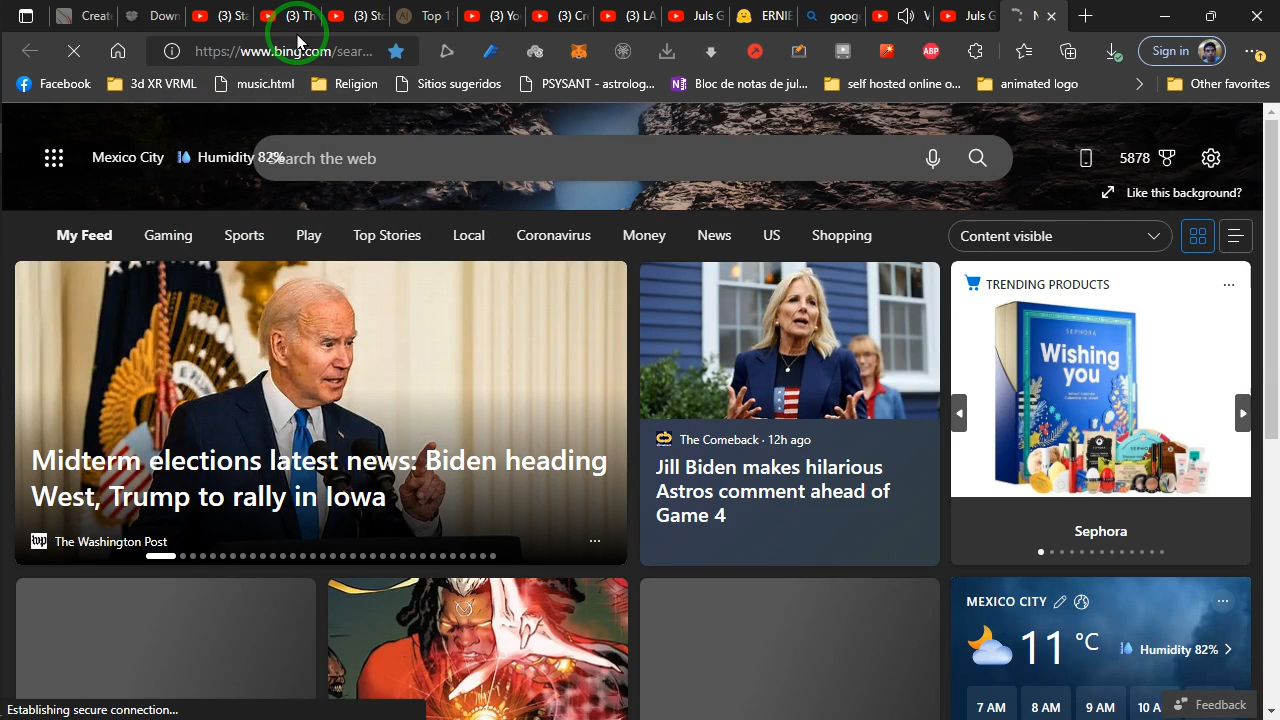 Create
Down
(3) Sta
(3) Th
(3) Sto
Top 1
(3) Yo
(3) Cr
(3) LA
Juls G
ERNIE
goog
V
Juls G
N
https://www.bing.com/sear...
ABP
Sign in
Facebook
3d XR VRML
music.html
Religion
Sitios sugeridos
PSYSANT - astrolog...
Bloc de notas de jul...
self hosted online o...
animated logo
Other favorites
Mexico City
Humidity 82%
Search the web
5878
Like this background?
My Feed
Gaming
Sports
Play
Top Stories
Local
Coronavirus
Money
News
US
Shopping
Content visible
Midterm elections latest news: Biden heading
West, Trump to rally in Iowa
wp
The Washington Post
The Comeback · 12h ago
Jill Biden makes hilarious
Astros comment ahead of
Game 4
TRENDING PRODUCTS
SEPHORA
Wishing
you
Sephora
MEXICO CITY
11 °C
Humidity 82%
7 AM
8 AM
9 AM
10 A
Feedback
Establishing secure connection...